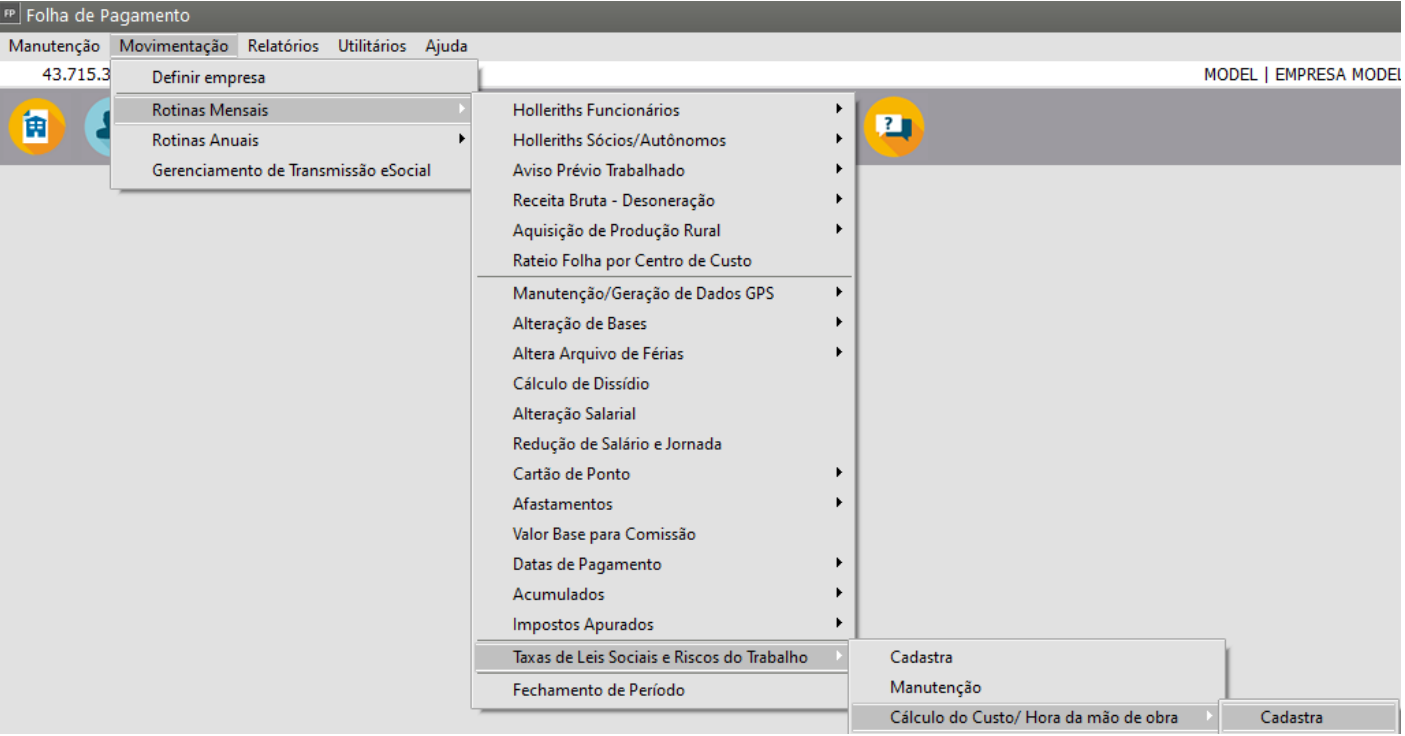 FP Folha de Pagamento
Manutenção Movimentação Relatórios Utilitários Ajuda
43.715.3 MODEL | EMPRESA MODEL
Definir empresa
Rotinas Mensais
Rotinas Anuais
Gerenciamento de Transmissão eSocial
Holleriths Funcionários
Holleriths Sócios/Autônomos
Aviso Prévio Trabalhado
Receita Bruta - Desoneração
Aquisição de Produção Rural
Rateio Folha por Centro de Custo
Manutenção/Geração de Dados GPS
Alteração de Bases
Altera Arquivo de Férias
Cálculo de Dissídio
Alteração Salarial
Redução de Salário e Jornada
Cartão de Ponto
Afastamentos
Valor Base para Comissão
Datas de Pagamento
Acumulados
Impostos Apurados
Taxas de Leis Sociais e Riscos do Trabalho
Fechamento de Período
Cadastra
Manutenção
Cálculo do Custo/ Hora da mão de obra
Cadastra